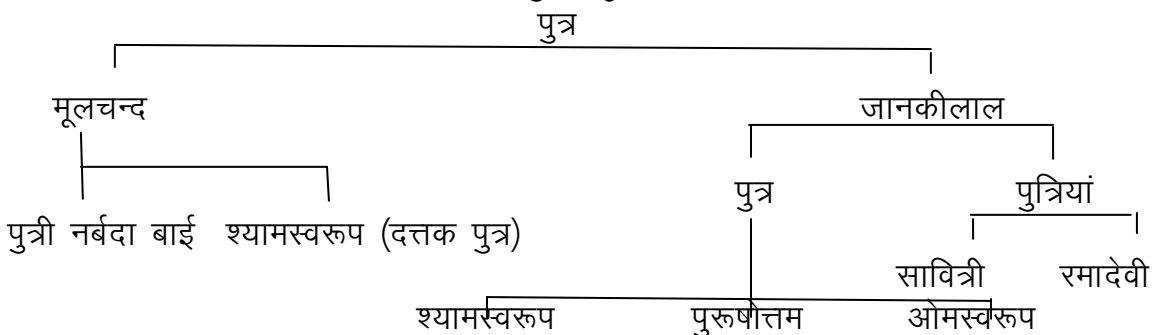 पुत्र
मूलचन्द जानकीलाल
पुत्र पुत्रियां
पुत्री नर्बदा बाई श्यामस्वरूप (दत्तक पुत्र)
सावित्री रमादेवी
श्यामस्वरूप पुरूषोत्तम ओमस्वरूप